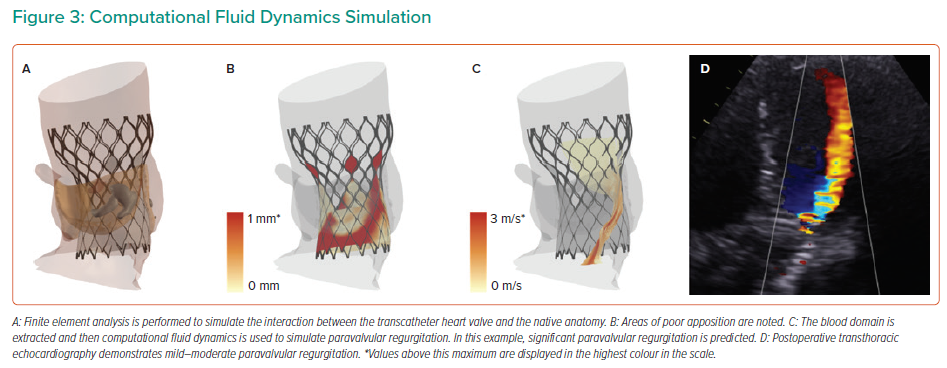 Figure 3: Computational Fluid Dynamics Simulation
A
B
C
D
1 mm*
0 mm
3 m/s*
0 m/s
A: Finite element analysis is performed to simulate the interaction between the transcatheter heart valve and the native anatomy. B: Areas of poor apposition are noted. C: The blood domain is
extracted and then computational fluid dynamics is used to simulate paravalvular regurgitation. In this example, significant paravalvular regurgitation is predicted. D: Postoperative transthoracic
echocardiography demonstrates mild–moderate paravalvular regurgitation. *Values above this maximum are displayed in the highest colour in the scale.